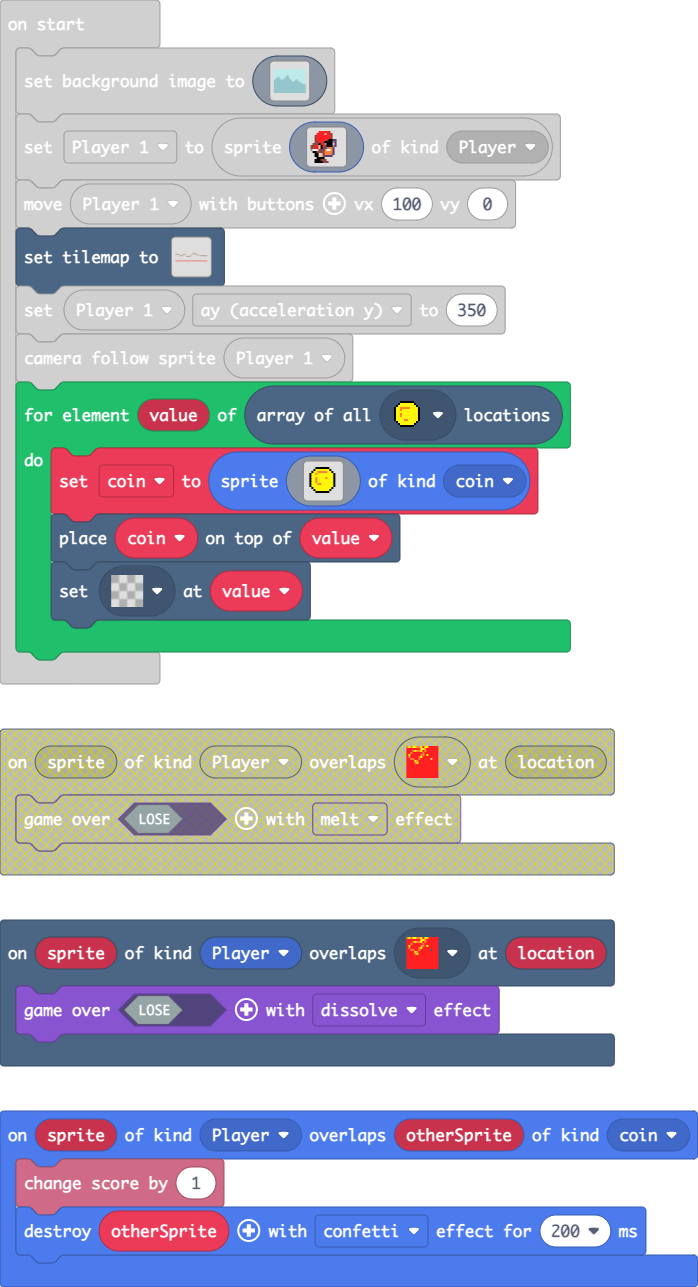 on start
set background image to
set Player 1 to sprite of kind Player
move Player 1 with buttons vx 100 vy 0
set tilemap to
set Player 1 ay (acceleration y) to 350
camera follow sprite Player 1
for element value of array of all locations
do
set coin to sprite of kind coin
place coin on top of value
set at value
on sprite of kind Player overlaps at location
game over LOSE with melt effect
on sprite of kind Player overlaps at location
game over LOSE with dissolve effect
on sprite of kind Player overlaps otherSprite of kind coin
change score by 1
destroy otherSprite with confetti effect for 200 ms